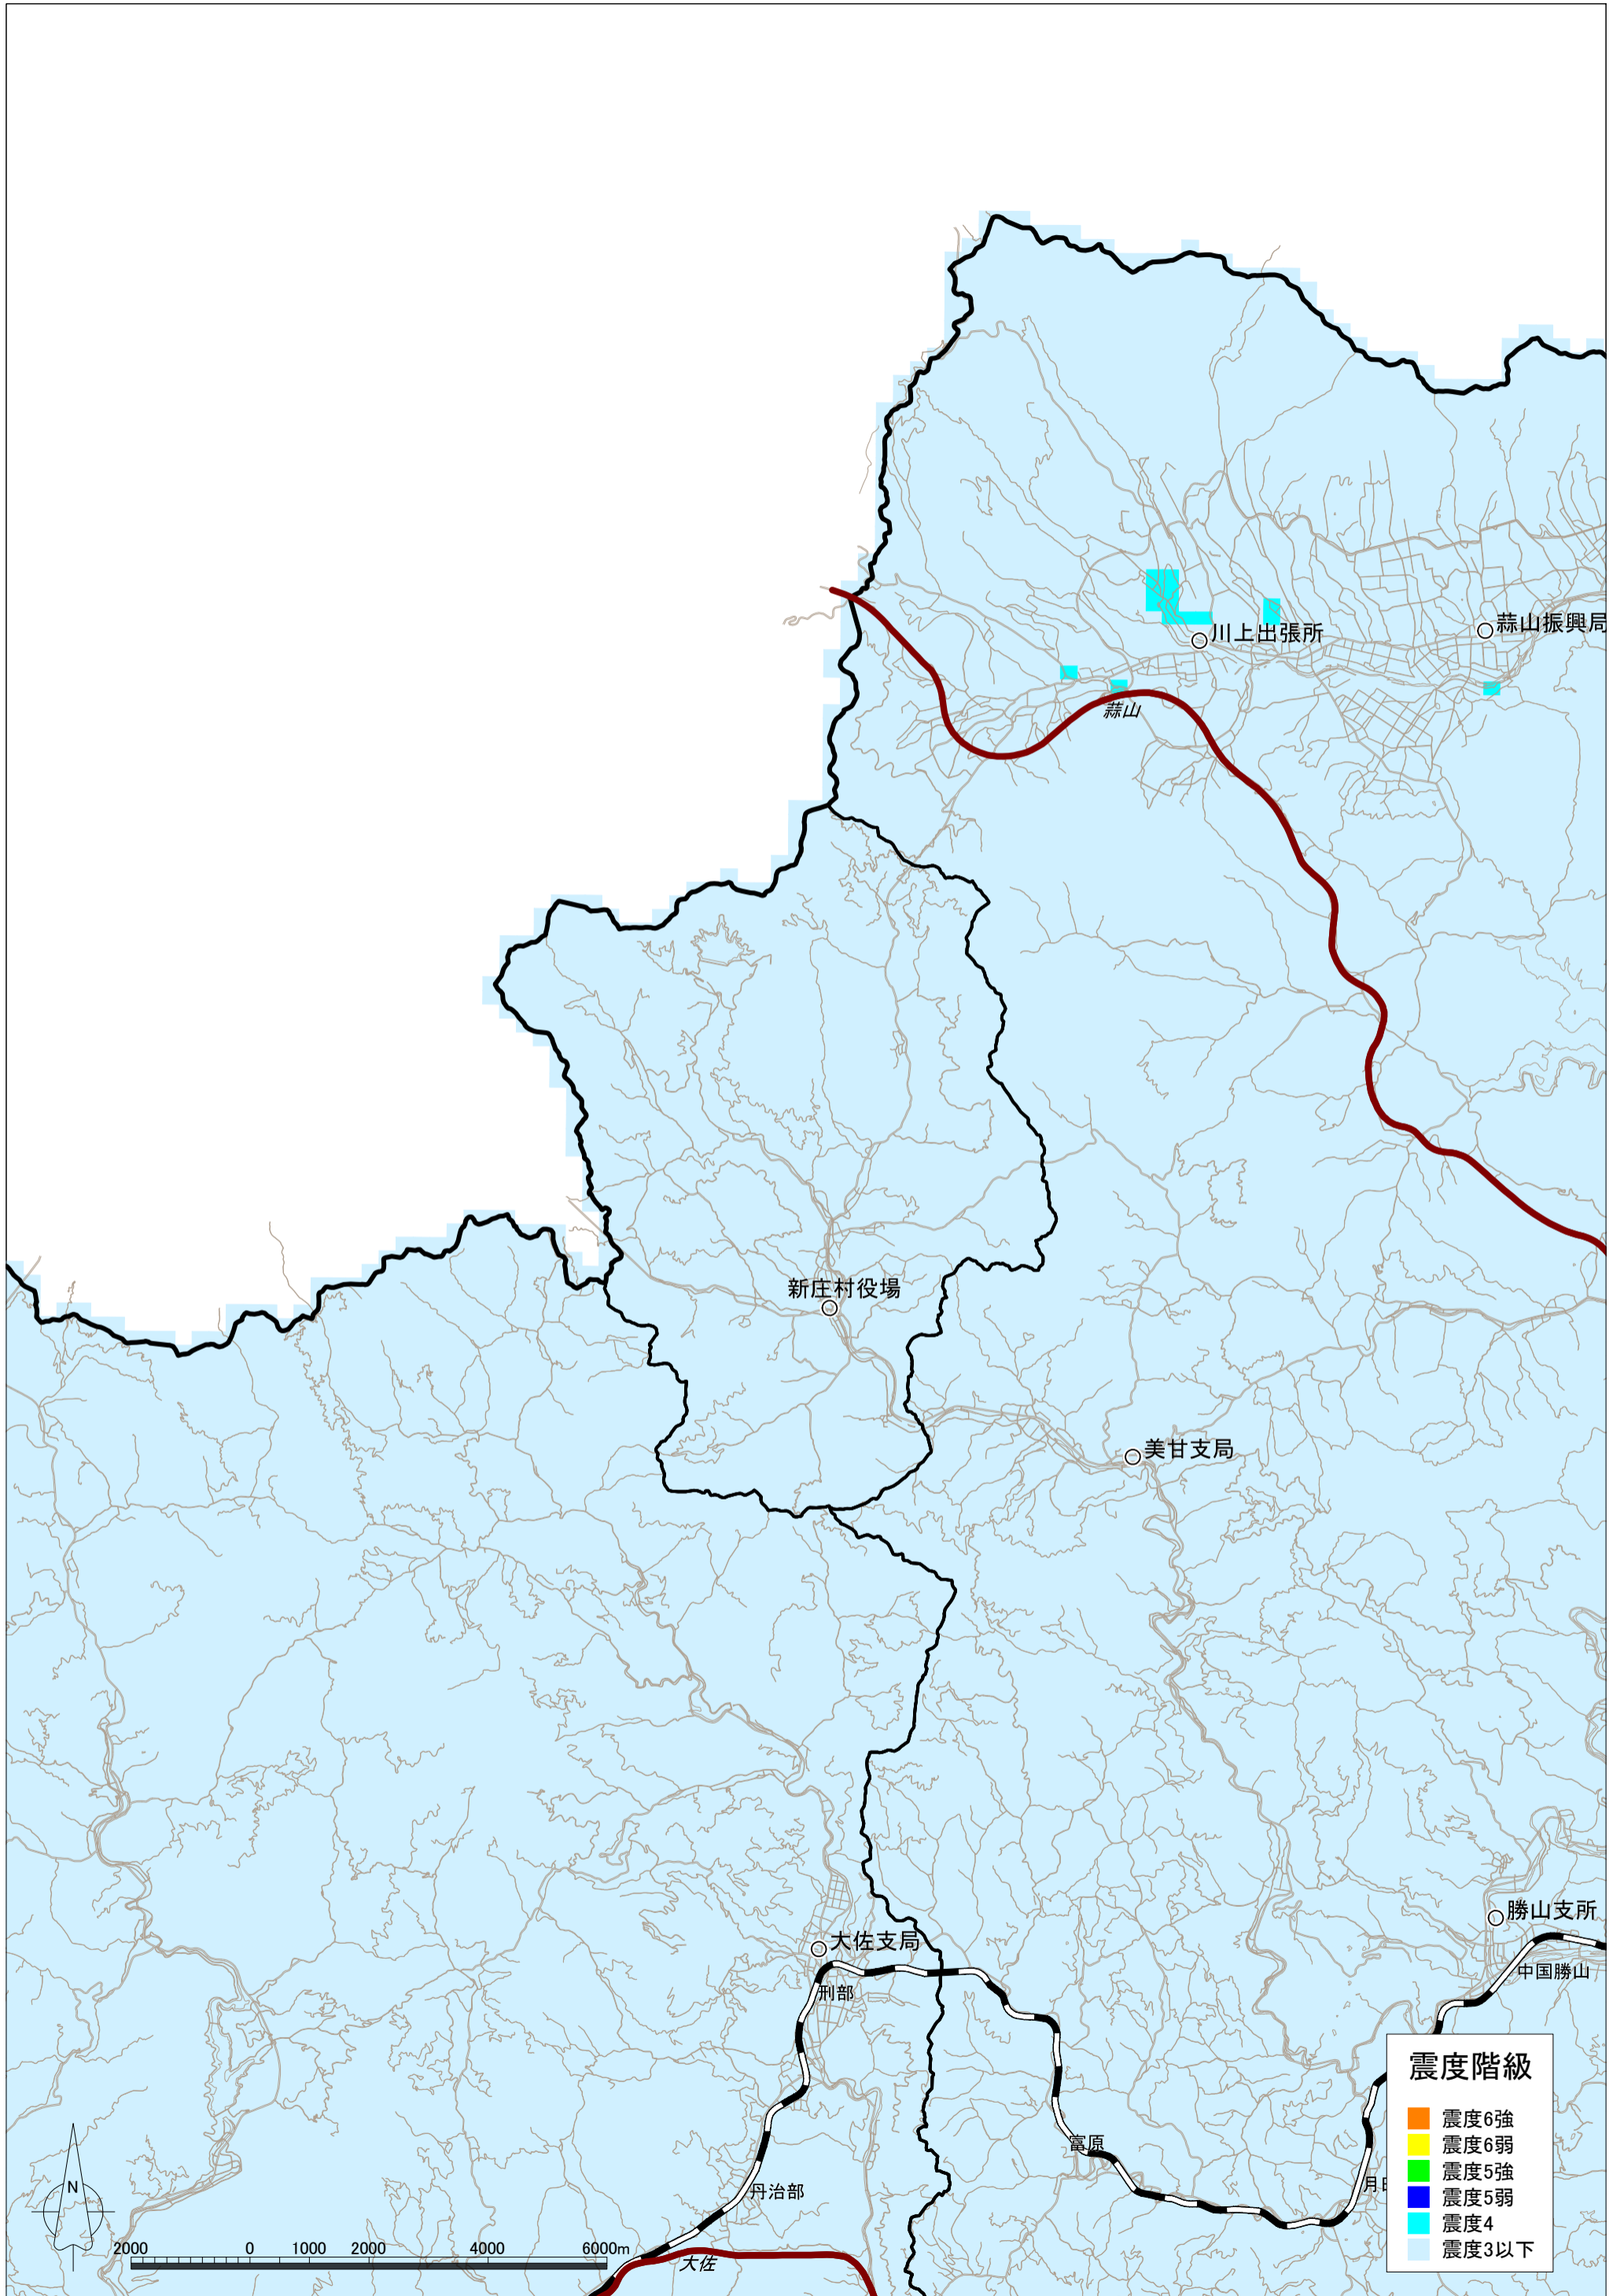 川上出張所
蒜山振興局
蒜山
新庄村役場
美甘支局
勝山支所
中国勝山
大佐支局
刑部
富原
丹治部
大佐
震度階級
震度6強
震度6弱
震度5強
震度5弱
震度4
震度3以下
N
2000 0 1000 2000 4000 6000m